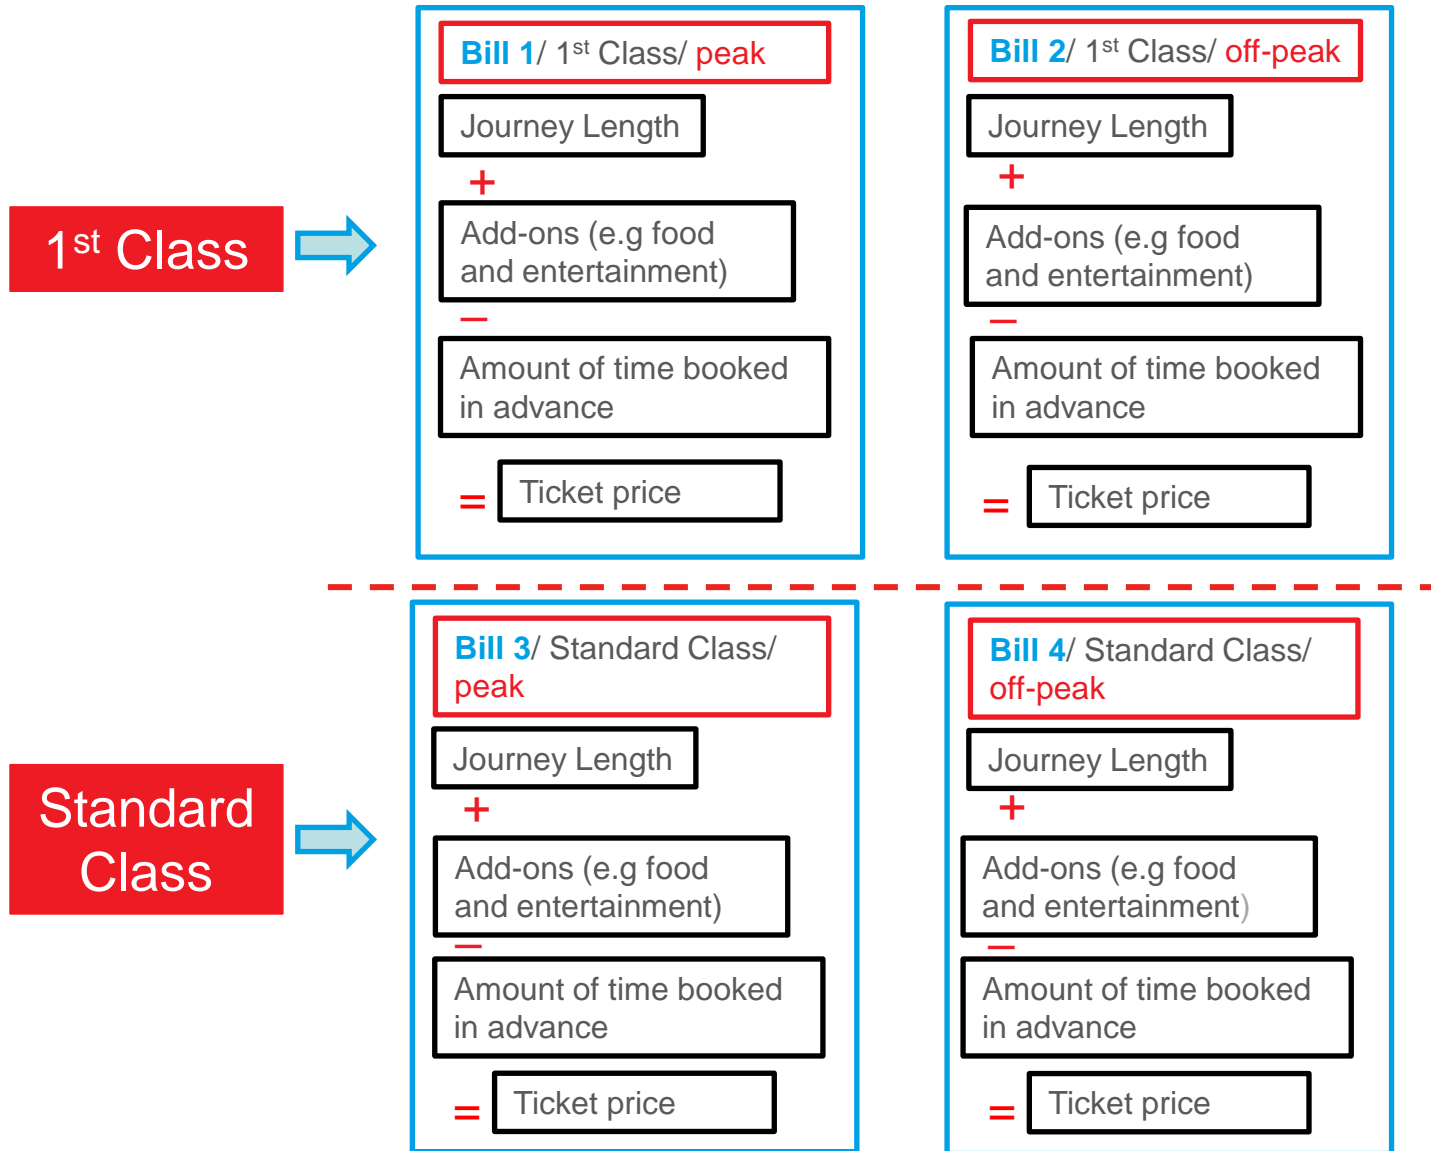 1st Class
Bill 1/ 1st Class/ peak
Journey Length
+
Add-ons (e.g food
and entertainment)
–
Amount of time booked
in advance
= Ticket price
Bill 2/ 1st Class/ off-peak
Journey Length
+
Add-ons (e.g food
and entertainment)
–
Amount of time booked
in advance
= Ticket price
Standard
Class
Bill 3/ Standard Class/
peak
Journey Length
+
Add-ons (e.g food
and entertainment)
–
Amount of time booked
in advance
= Ticket price
Bill 4/ Standard Class/
off-peak
Journey Length
+
Add-ons (e.g food
and entertainment)
–
Amount of time booked
in advance
= Ticket price